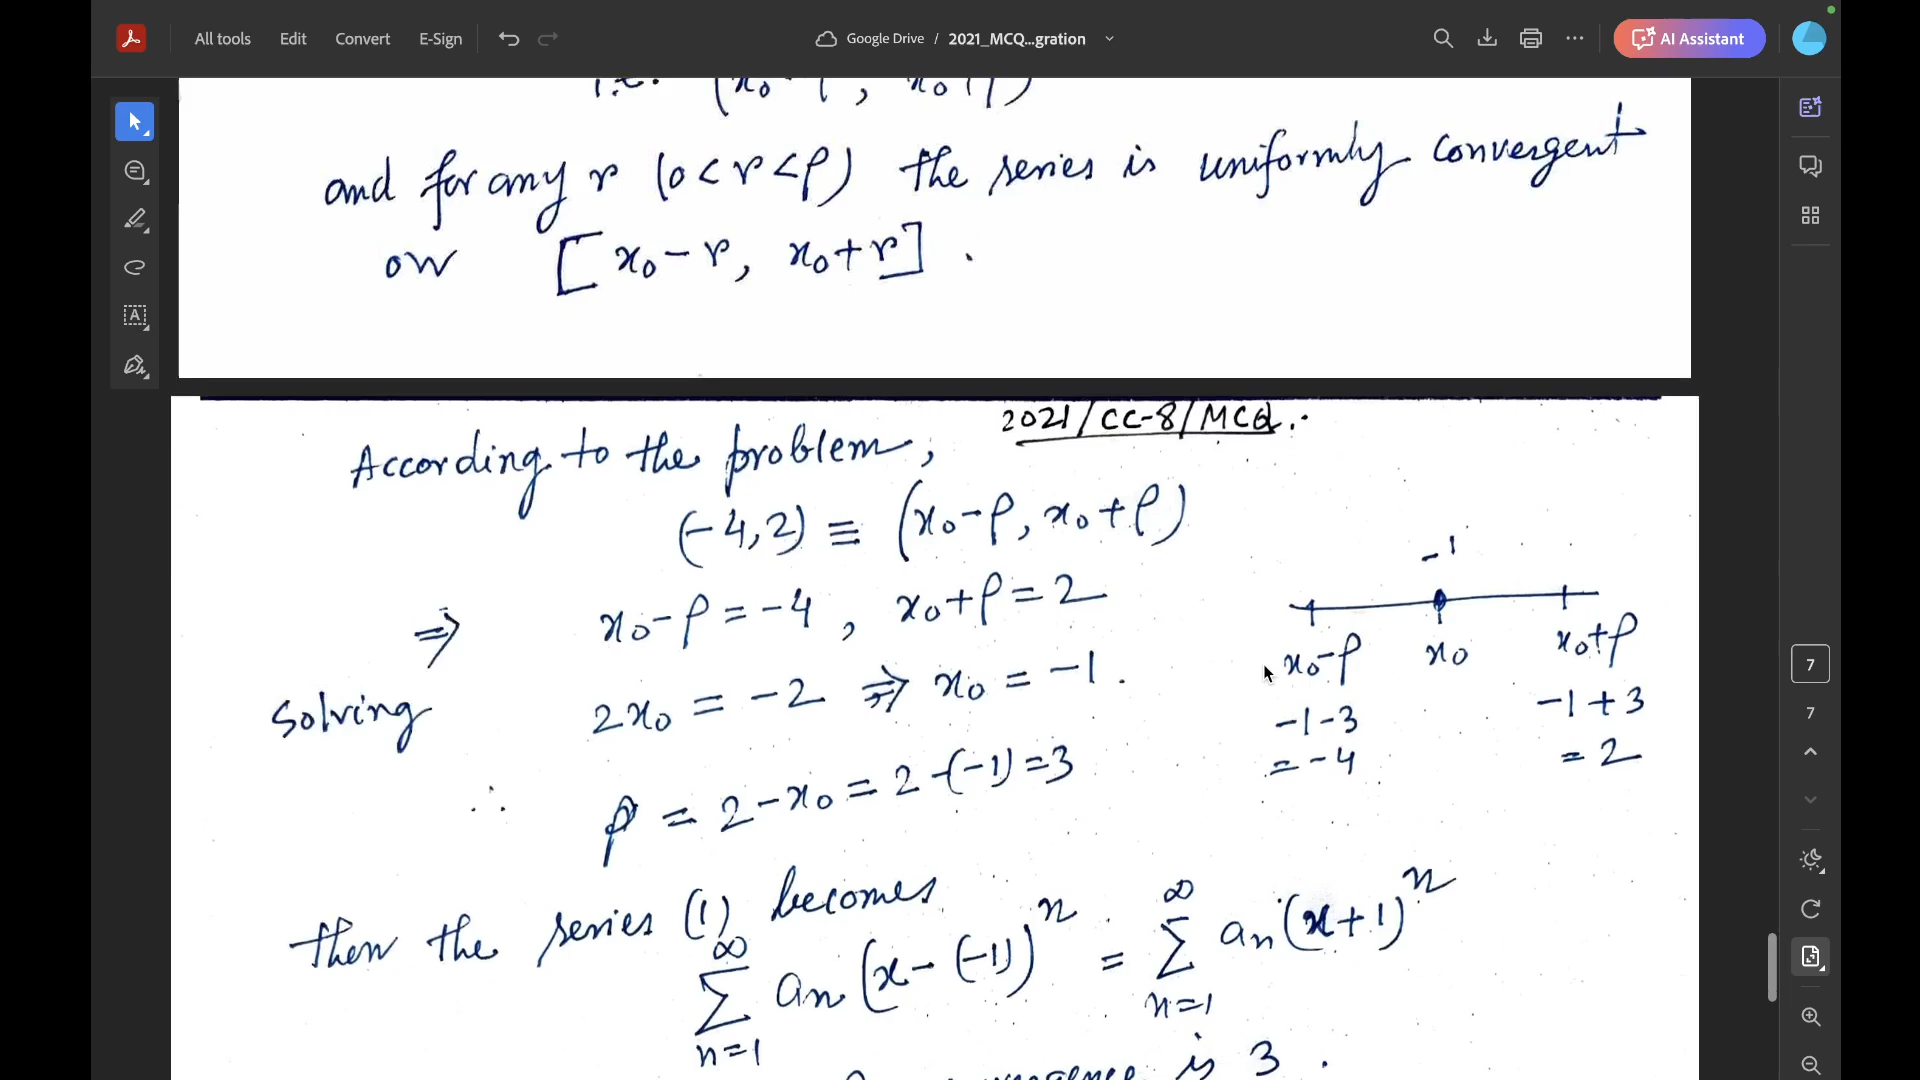 All tools Edit Convert E-Sign Google Drive / 2021_MCQ...gration AI Assistant
and for any r (0<r<ρ) the series is uniformly convergent
on [x₀-r, x₀+r].
2021/CC-8/MCQ.
According to the problem,
(-4,2) ≡ (x₀-ρ, x₀+ρ)
-1
⇒ x₀-ρ = -4, x₀+ρ = 2
x₀-ρ x₀ x₀+ρ
Solving 2x₀ = -2 ⇒ x₀ = -1.
-1-3 -1+3
= -4 = 2
∴ ρ = 2-x₀ = 2-(-1) = 3
then the series (1) becomes
∞ ∑ n=1 an (x-(-1))ⁿ = ∞ ∑ n=1 an (x+1)ⁿ
is 3.
7
7